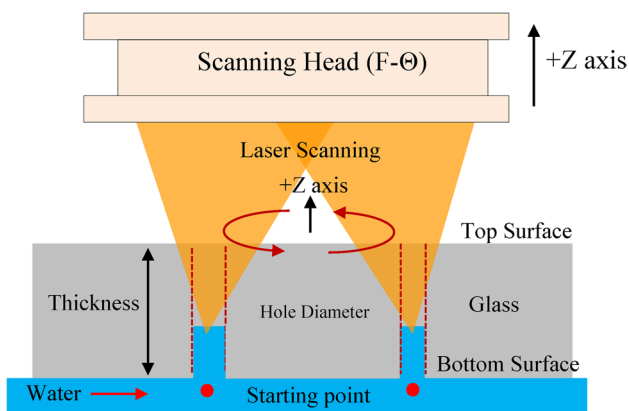 Scanning Head (F-Θ)
+Z axis
Laser Scanning
+Z axis
Top Surface
Thickness
Hole Diameter
Glass
Bottom Surface
Water
Starting point